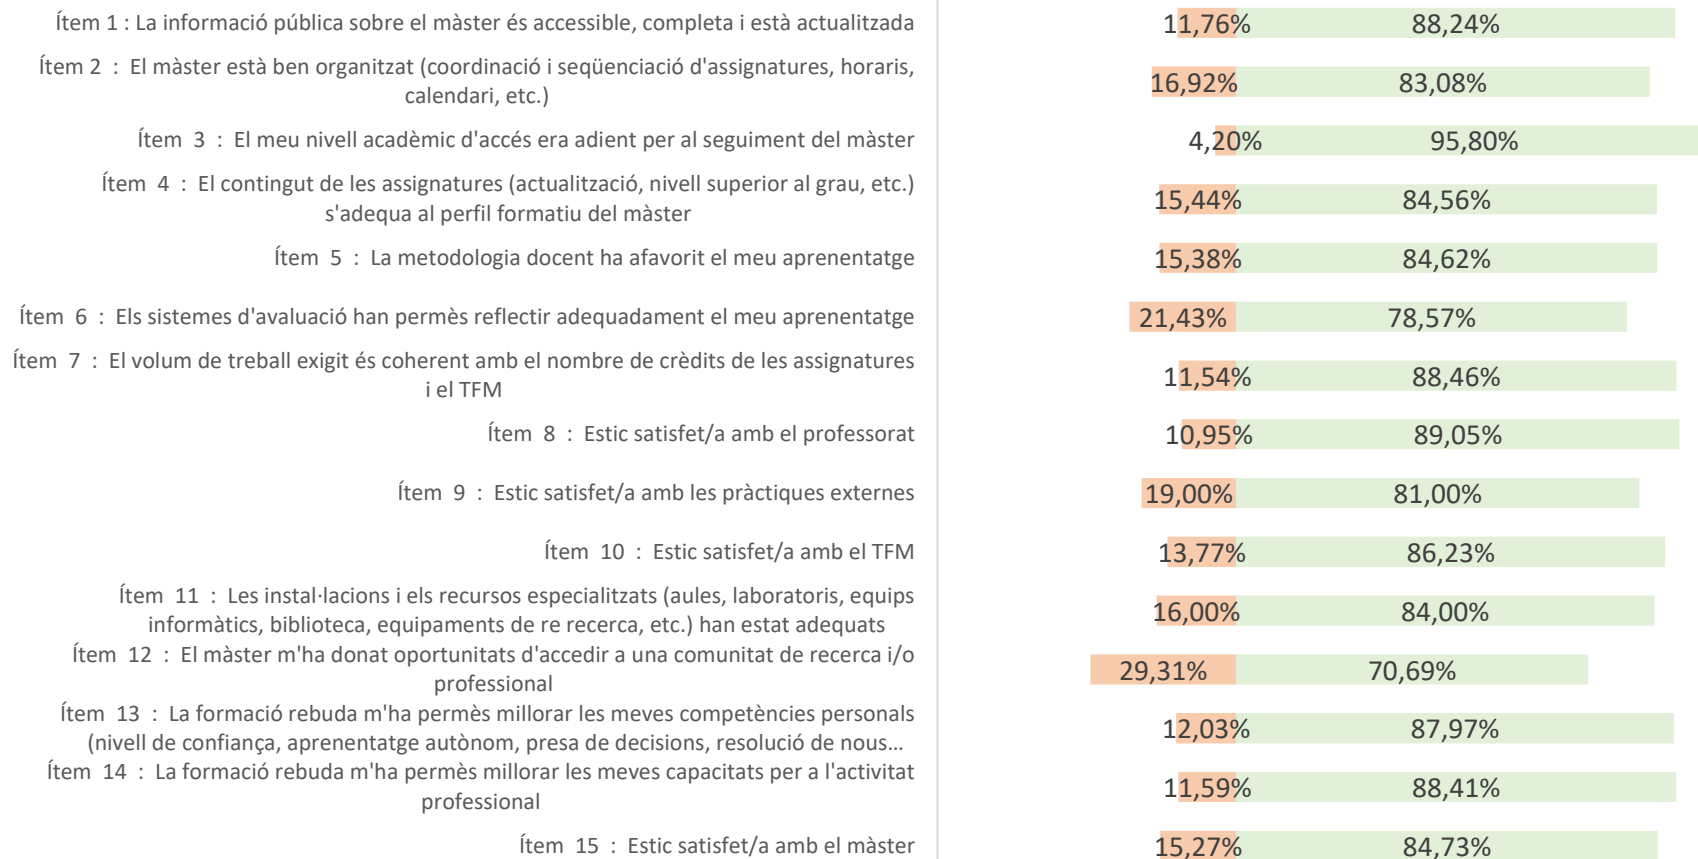 Ítem 1 : La informació pública sobre el màster és accessible, completa i està actualitzada
11,76% 88,24%
Ítem 2 : El màster està ben organitzat (coordinació i seqüenciació d'assignatures, horaris,
calendari, etc.)
16,92% 83,08%
Ítem 3 : El meu nivell acadèmic d'accés era adient per al seguiment del màster
4,20% 95,80%
Ítem 4 : El contingut de les assignatures (actualització, nivell superior al grau, etc.)
s'adequa al perfil formatiu del màster
15,44% 84,56%
Ítem 5 : La metodologia docent ha afavorit el meu aprenentatge
15,38% 84,62%
Ítem 6 : Els sistemes d'avaluació han permès reflectir adequadament el meu aprenentatge
21,43% 78,57%
Ítem 7 : El volum de treball exigit és coherent amb el nombre de crèdits de les assignatures
i el TFM
11,54% 88,46%
Ítem 8 : Estic satisfet/a amb el professorat
10,95% 89,05%
Ítem 9 : Estic satisfet/a amb les pràctiques externes
19,00% 81,00%
Ítem 10 : Estic satisfet/a amb el TFM
13,77% 86,23%
Ítem 11 : Les instal·lacions i els recursos especialitzats (aules, laboratoris, equips
informàtics, biblioteca, equipaments de re recerca, etc.) han estat adequats
16,00% 84,00%
Ítem 12 : El màster m'ha donat oportunitats d'accedir a una comunitat de recerca i/o
professional
29,31% 70,69%
Ítem 13 : La formació rebuda m'ha permès millorar les meves competències personals
(nivell de confiança, aprenentatge autònom, presa de decisions, resolució de nous…
12,03% 87,97%
Ítem 14 : La formació rebuda m'ha permès millorar les meves capacitats per a l'activitat
professional
11,59% 88,41%
Ítem 15 : Estic satisfet/a amb el màster
15,27% 84,73%